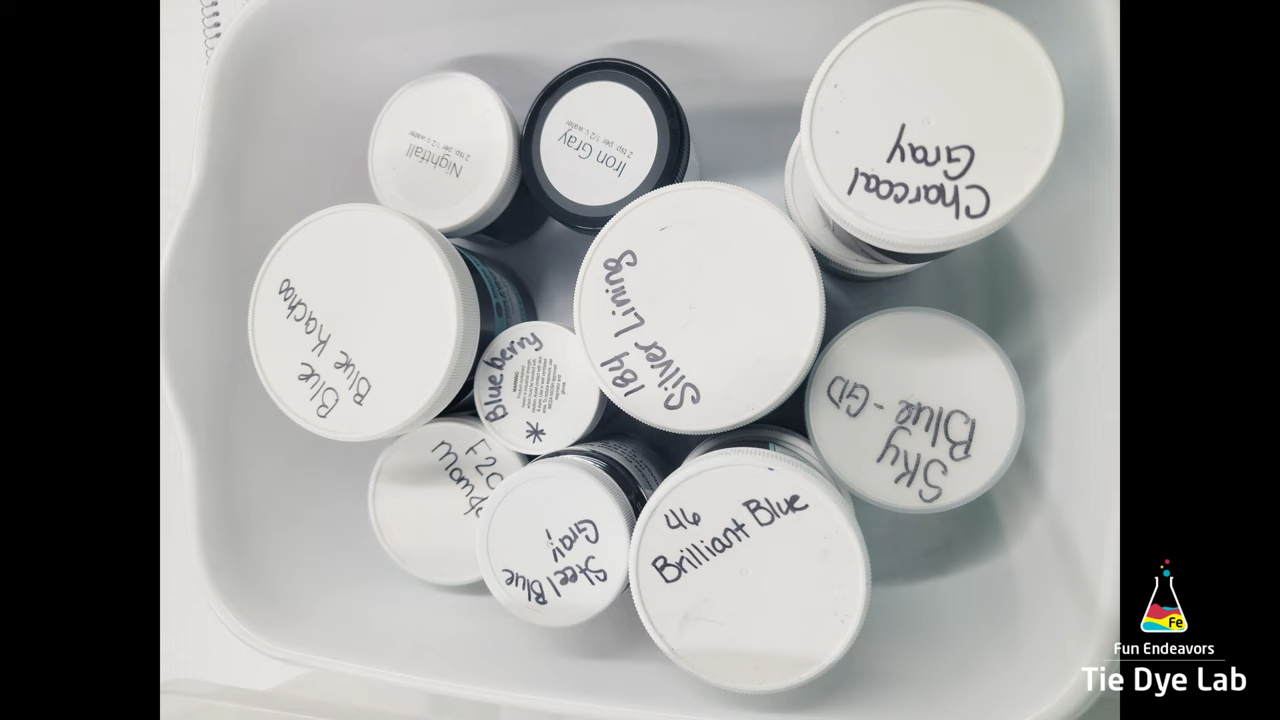 Nightfall
2 tsp per 1/2 c water
Iron Gray
2 tsp per 1/2 c water
Charcoal
Gray
Blue
Blue Kachoo
184
Silver Lining
Blueberry
WARNING:
Sky
Blue - GD
F2C
Steel Blue
Gray
46
Brilliant Blue
Fe
Fun Endeavors
Tie Dye Lab